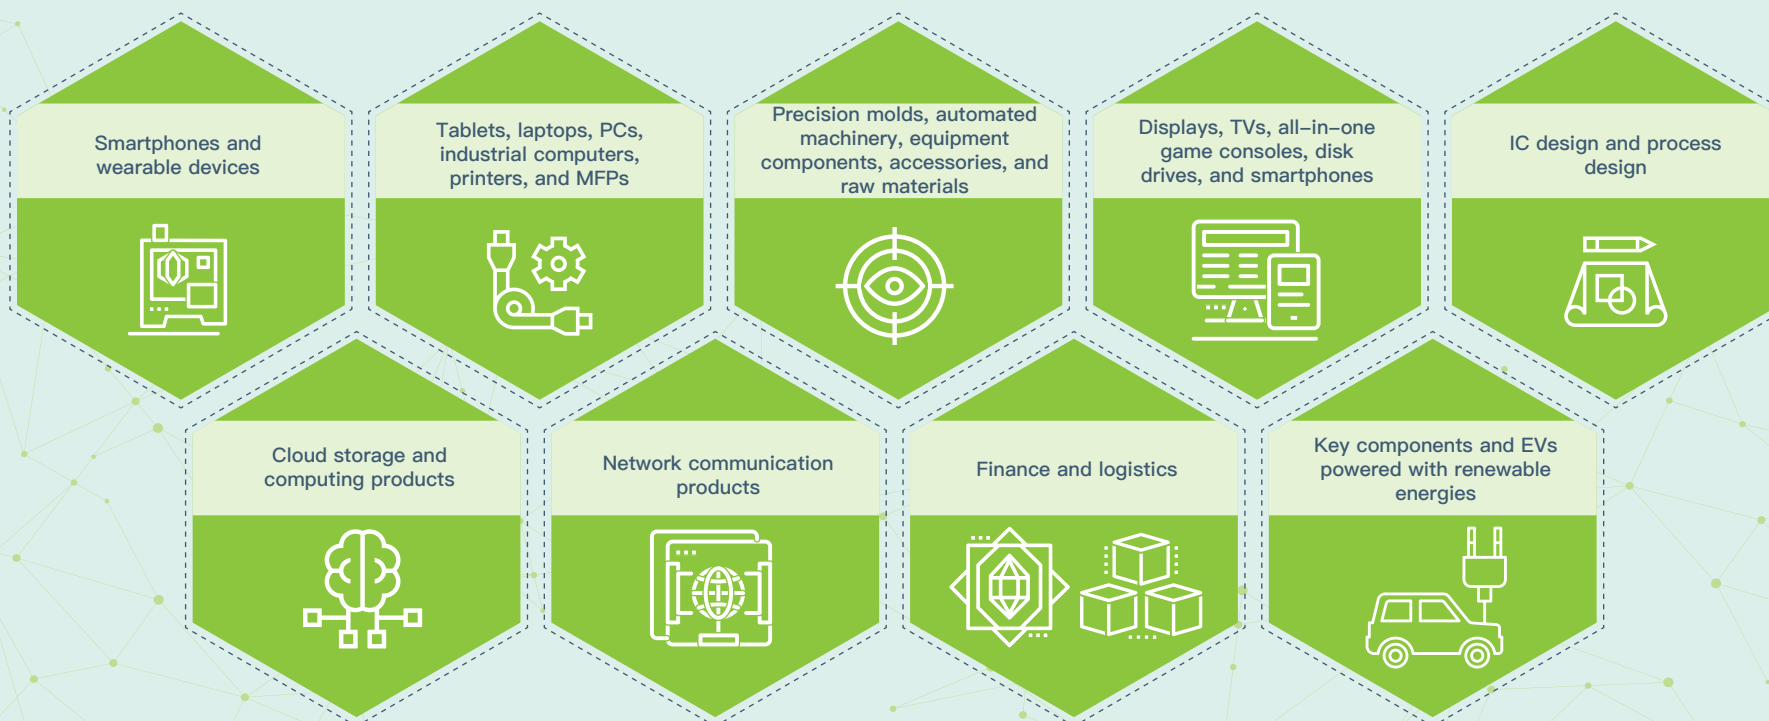 Smartphones and
wearable devices
Tablets, laptops, PCs,
industrial computers,
printers, and MFPs
Precision molds, automated
machinery, equipment
components, accessories, and
raw materials
Displays, TVs, all-in-one
game consoles, disk
drives, and smartphones
IC design and process
design
Cloud storage and
computing products
Network communication
products
Finance and logistics
Key components and EVs
powered with renewable
energies